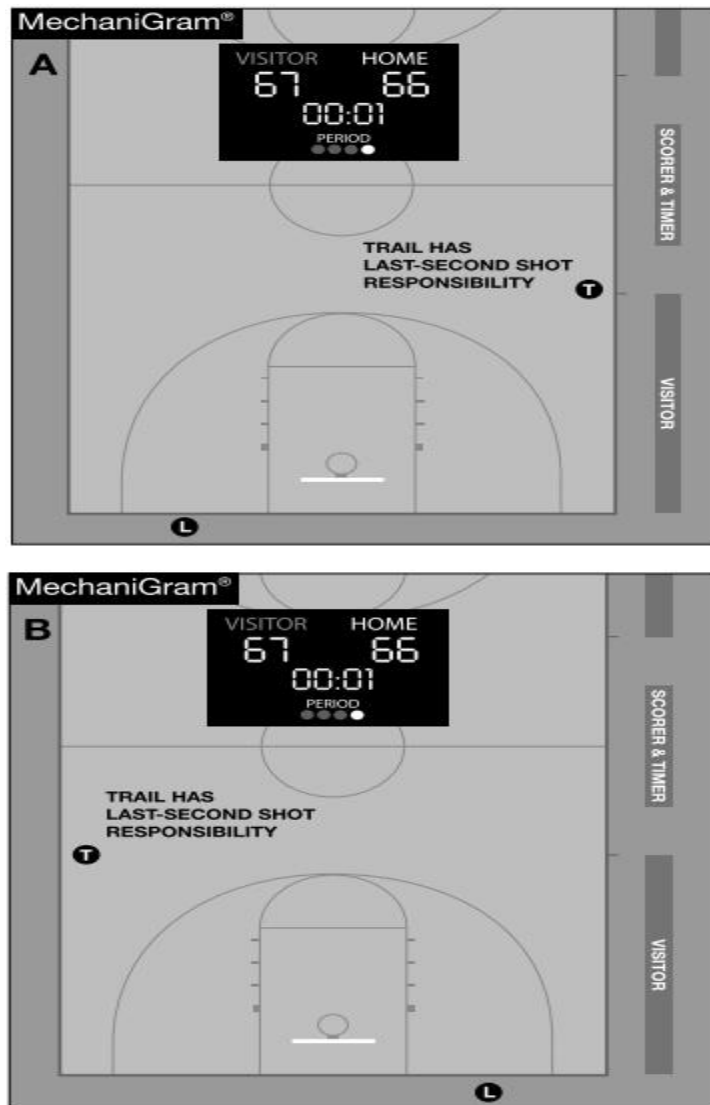 MechaniGram®
A
VISITOR HOME
67 66
00:01
PERIOD
TRAIL HAS
LAST-SECOND SHOT
RESPONSIBILITY
T
SCORER & TIMER
VISITOR
L
MechaniGram®
B
VISITOR HOME
67 66
00:01
PERIOD
TRAIL HAS
LAST-SECOND SHOT
RESPONSIBILITY
T
SCORER & TIMER
VISITOR
L